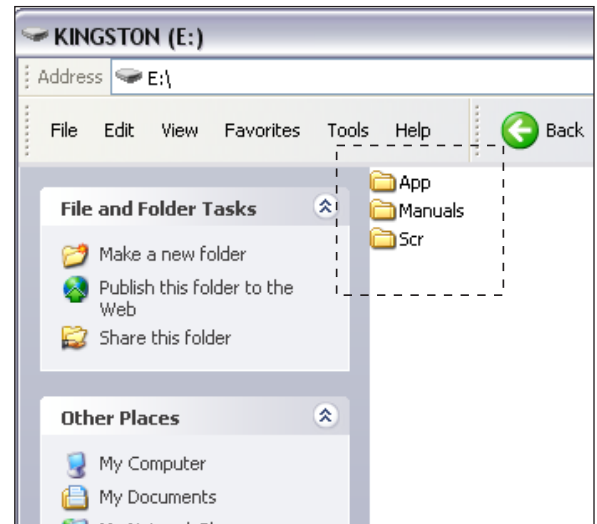 KINGSTON (E:)
Address E:\
File Edit View Favorites Tools Help Back
App
Manuals
Scr
File and Folder Tasks
Make a new folder
Publish this folder to the
Web
Share this folder
Other Places
My Computer
My Documents